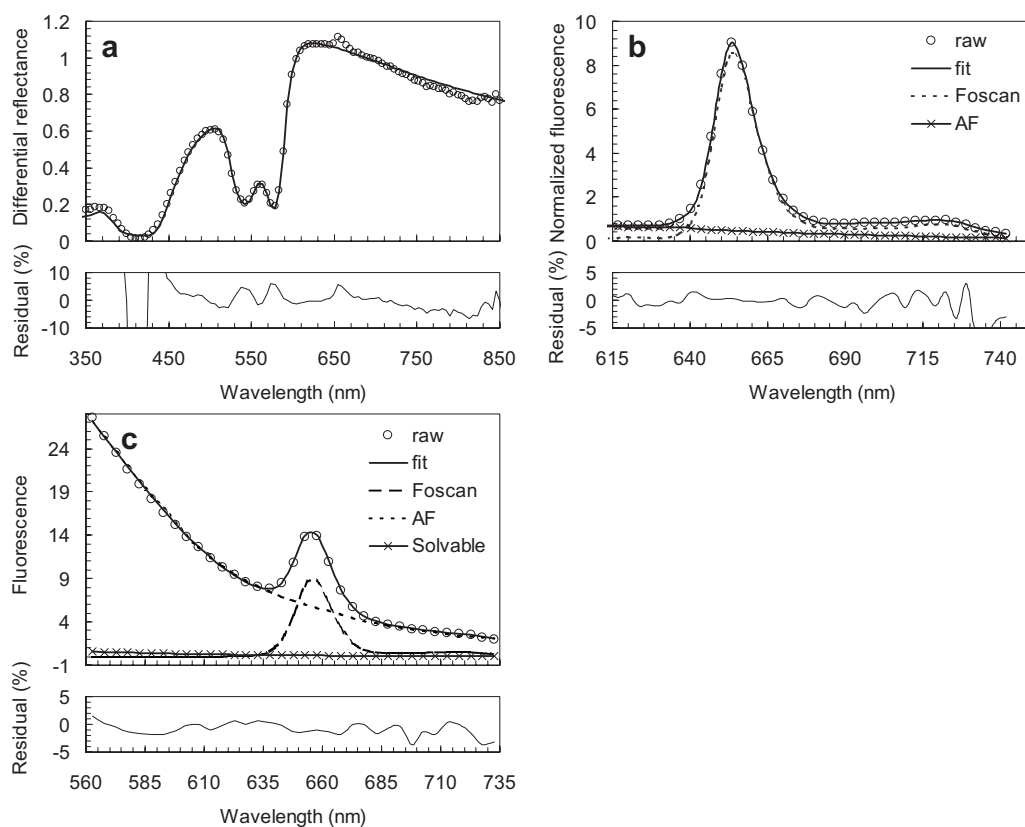 a
Differential reflectance
1.2
1
0.8
0.6
0.4
0.2
0
Residual (%)
10
0
-10
350 450 550 650 750 850
Wavelength (nm)
b
raw
fit
Foscan
AF
Normalized fluorescence
10
8
6
4
2
0
Residual (%)
5
0
-5
615 640 665 690 715 740
Wavelength (nm)
c
raw
fit
Foscan
AF
Solvable
Fluorescence
24
19
14
9
4
-1
Residual (%)
5
0
-5
560 585 610 635 660 685 710 735
Wavelength (nm)